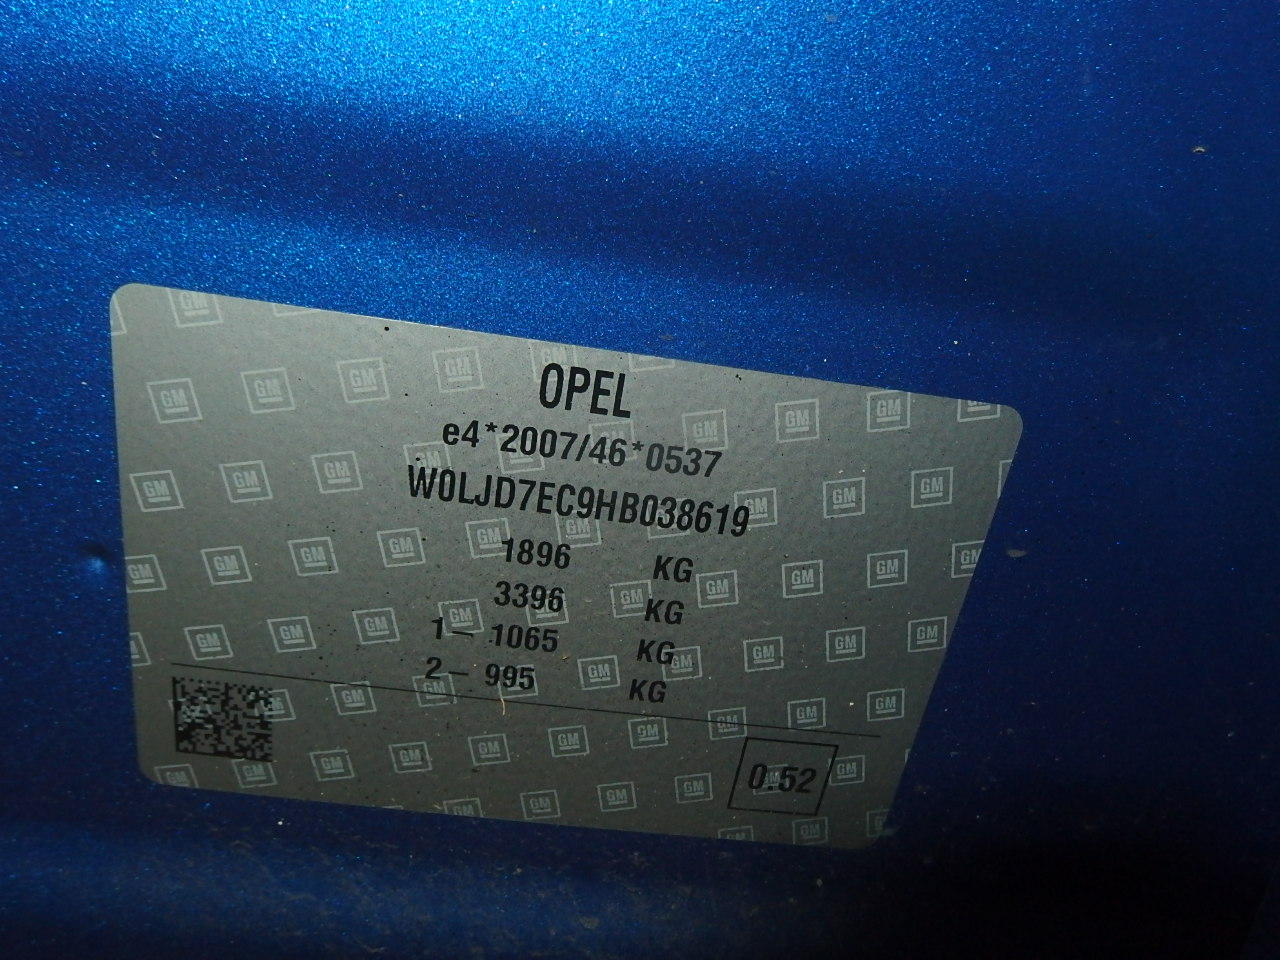 OPEL
e4*2007/46*0537
W0LJD7EC9HB038619
1896 KG
3396 KG
1– 1065 KG
2– 995 KG
0.52